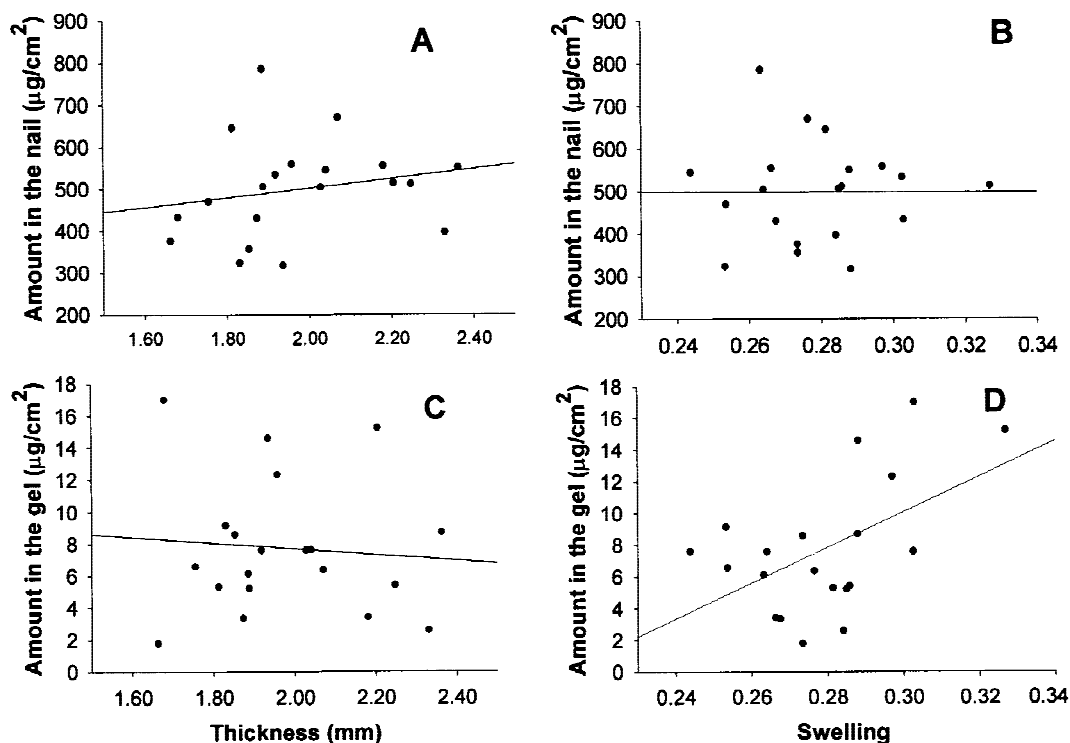 A
Amount in the nail (µg/cm²)
900
800
700
600
500
400
300
200
1.60 1.80 2.00 2.20 2.40
B
Amount in the nail (µg/cm²)
900
800
700
600
500
400
300
200
0.24 0.26 0.28 0.30 0.32 0.34
C
Amount in the gel (µg/cm²)
18
16
14
12
10
8
6
4
2
0
1.60 1.80 2.00 2.20 2.40
Thickness (mm)
D
Amount in the gel (µg/cm²)
18
16
14
12
10
8
6
4
2
0
0.24 0.26 0.28 0.30 0.32 0.34
Swelling